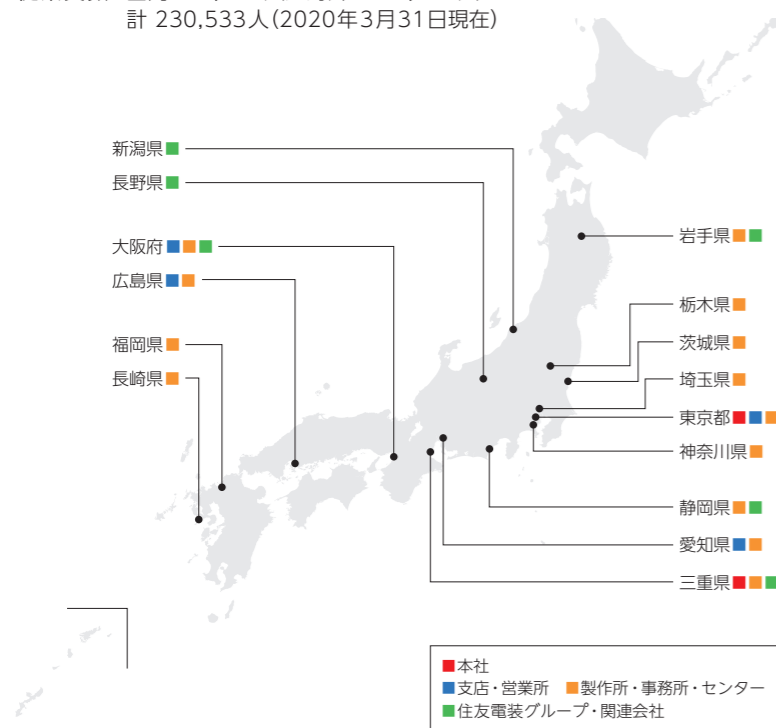 計 230,533人(2020年3月31日現在)
新潟県
長野県
大阪府
広島県
福岡県
長崎県
岩手県
栃木県
茨城県
埼玉県
東京都
神奈川県
静岡県
愛知県
三重県
本社
支店・営業所 製作所・事務所・センター
住友電装グループ・関連会社